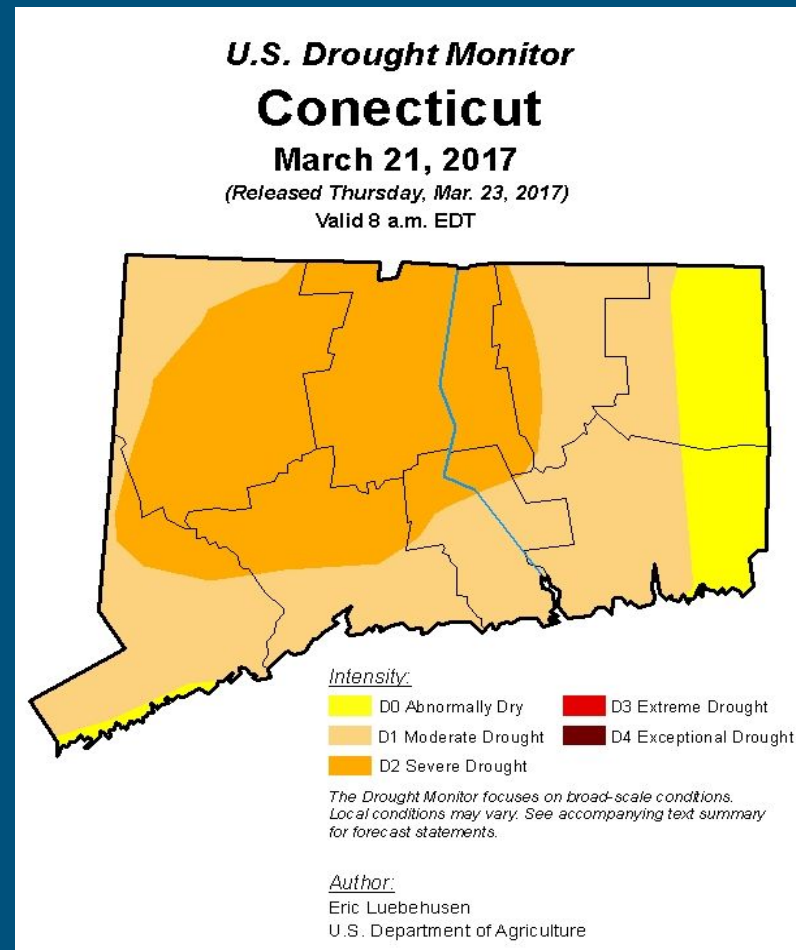 U.S. Drought Monitor
Conecticut
March 21, 2017
(Released Thursday, Mar. 23, 2017)
Valid 8 a.m. EDT
Intensity:
D0 Abnormally Dry
D1 Moderate Drought
D2 Severe Drought
D3 Extreme Drought
D4 Exceptional Drought
The Drought Monitor focuses on broad-scale conditions.
Local conditions may vary. See accompanying text summary
for forecast statements.
Author:
Eric Luebehusen
U.S. Department of Agriculture